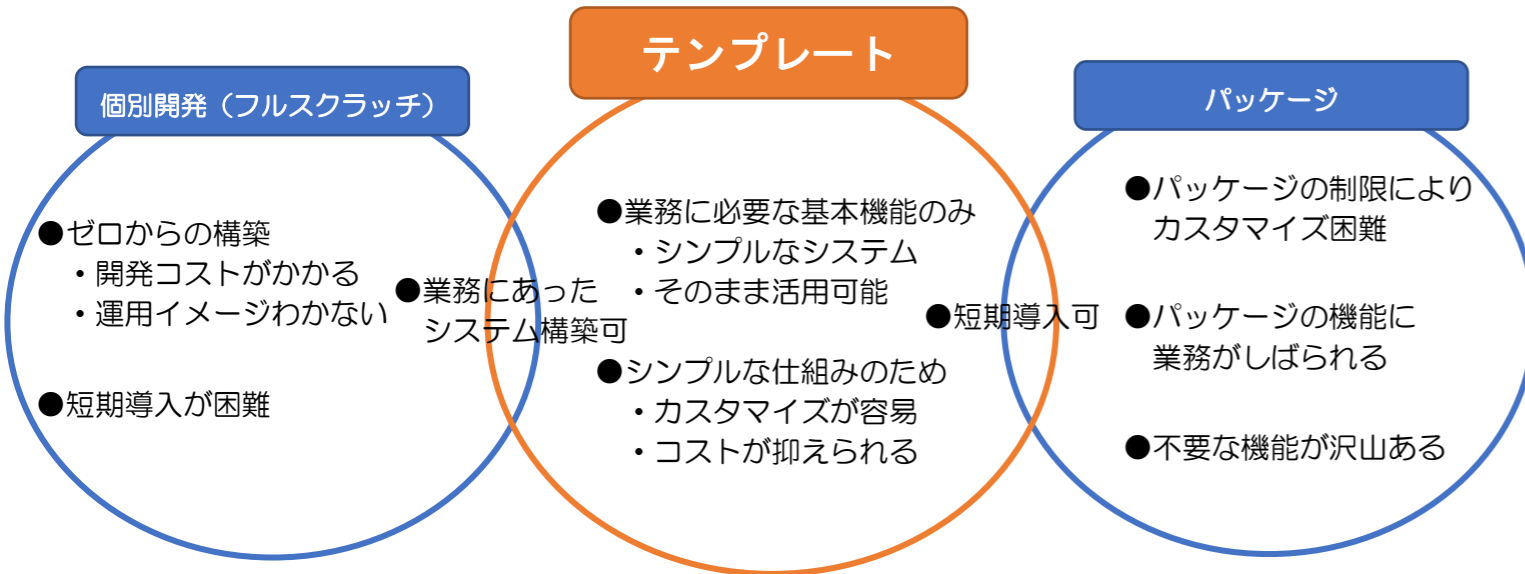 テンプレート
個別開発（フルスクラッチ）
パッケージ
●ゼロからの構築
・開発コストがかかる
・運用イメージわかない
●短期導入が困難
●業務にあった
システム構築可
●業務に必要な基本機能のみ
・シンプルなシステム
・そのまま活用可能
●シンプルな仕組みのため
・カスタマイズが容易
・コストが抑えられる
●短期導入可
●パッケージの制限により
カスタマイズ困難
●パッケージの機能に
業務がしばられる
●不要な機能が沢山ある